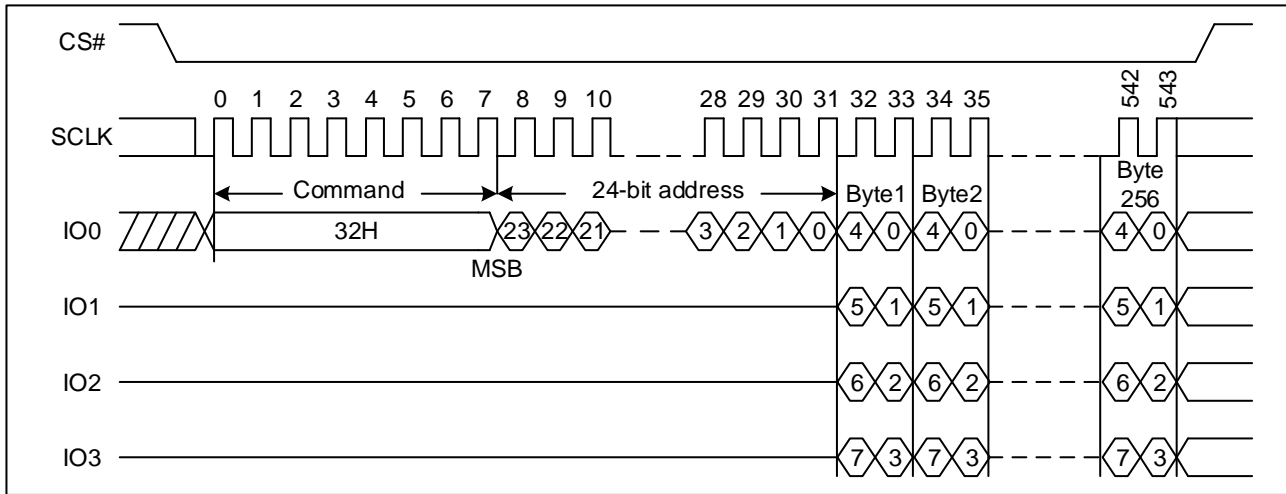 CS#
0 1 2 3 4 5 6 7 8 9 10 28 29 30 31 32 33 34 35 542 543
SCLK
Command 24-bit address Byte1 Byte2 Byte
256
IO0 32H 23 22 21 3 2 1 0 4 0 4 0 4 0
MSB
IO1 5 1 5 1 5 1
IO2 6 2 6 2 6 2
IO3 7 3 7 3 7 3